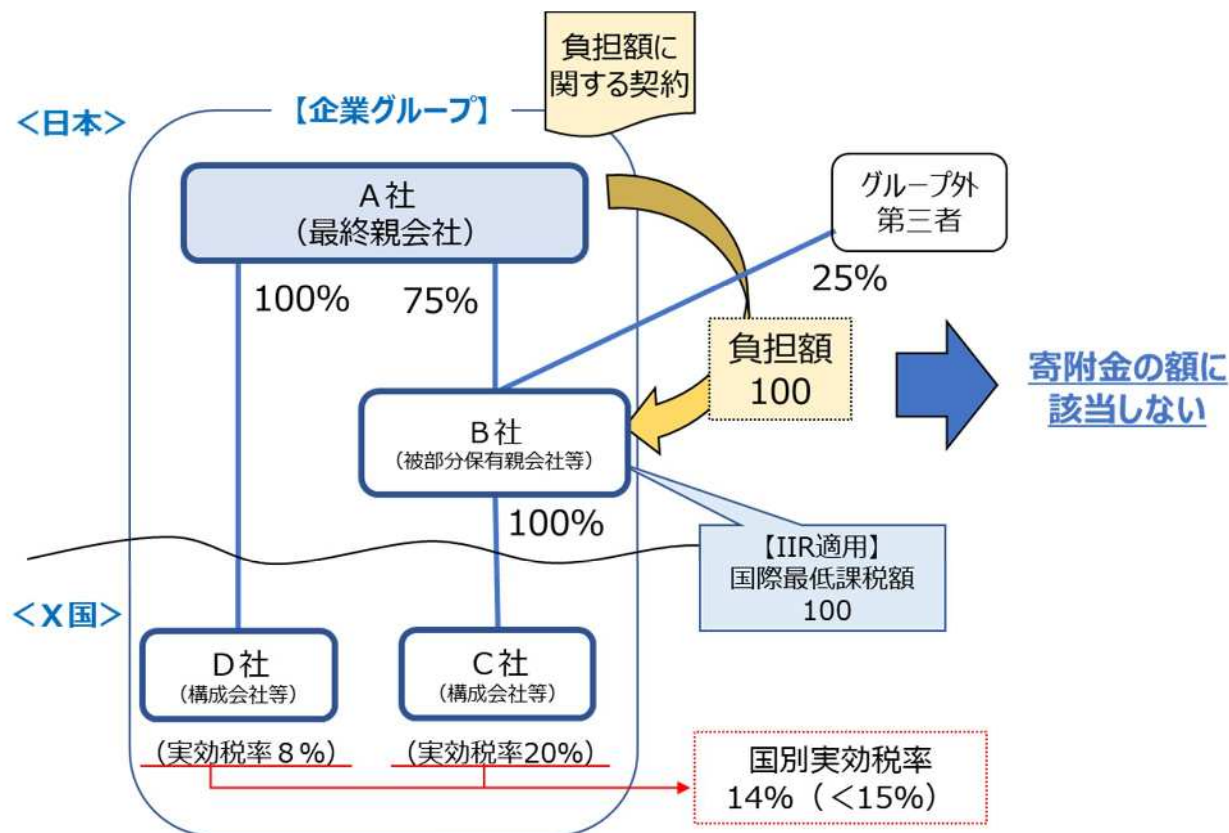 負担額に
関する契約
＜日本＞
【企業グループ】
A社
（最終親会社）
グループ外
第三者
100%
75%
25%
負担額
100
寄附金の額に
該当しない
B社
（被部分保有親会社等）
100%
【IIR適用】
国際最低課税額
100
＜X国＞
D社
（構成会社等）
C社
（構成会社等）
（実効税率８%）
（実効税率20%）
国別実効税率
14%（＜15%）